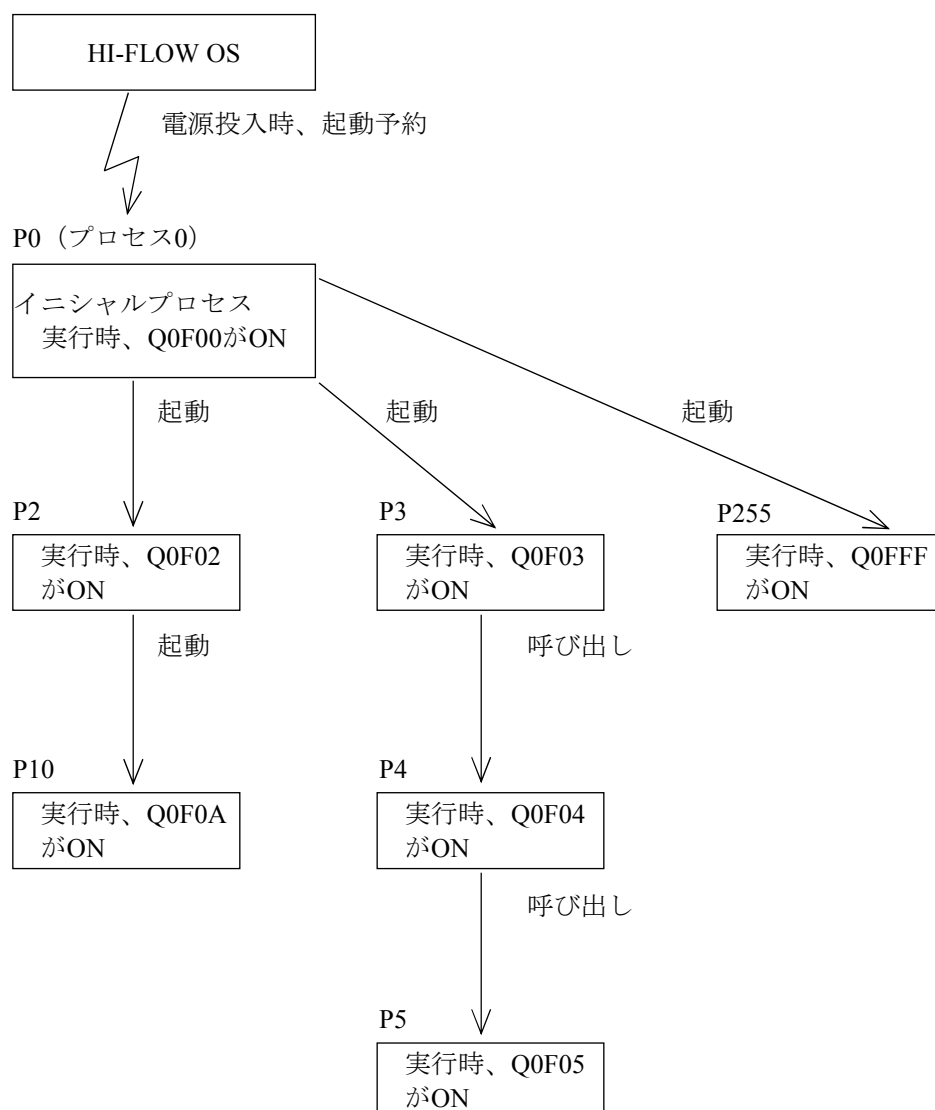 HI-FLOW OS
電源投入時、起動予約
P0（プロセス0）
イニシャルプロセス
実行時、Q0F00がON
起動
起動
起動
P2
P3
P255
実行時、Q0F02
がON
実行時、Q0F03
がON
実行時、Q0FFF
がON
起動
呼び出し
P10
P4
実行時、Q0F0A
がON
実行時、Q0F04
がON
呼び出し
P5
実行時、Q0F05
がON